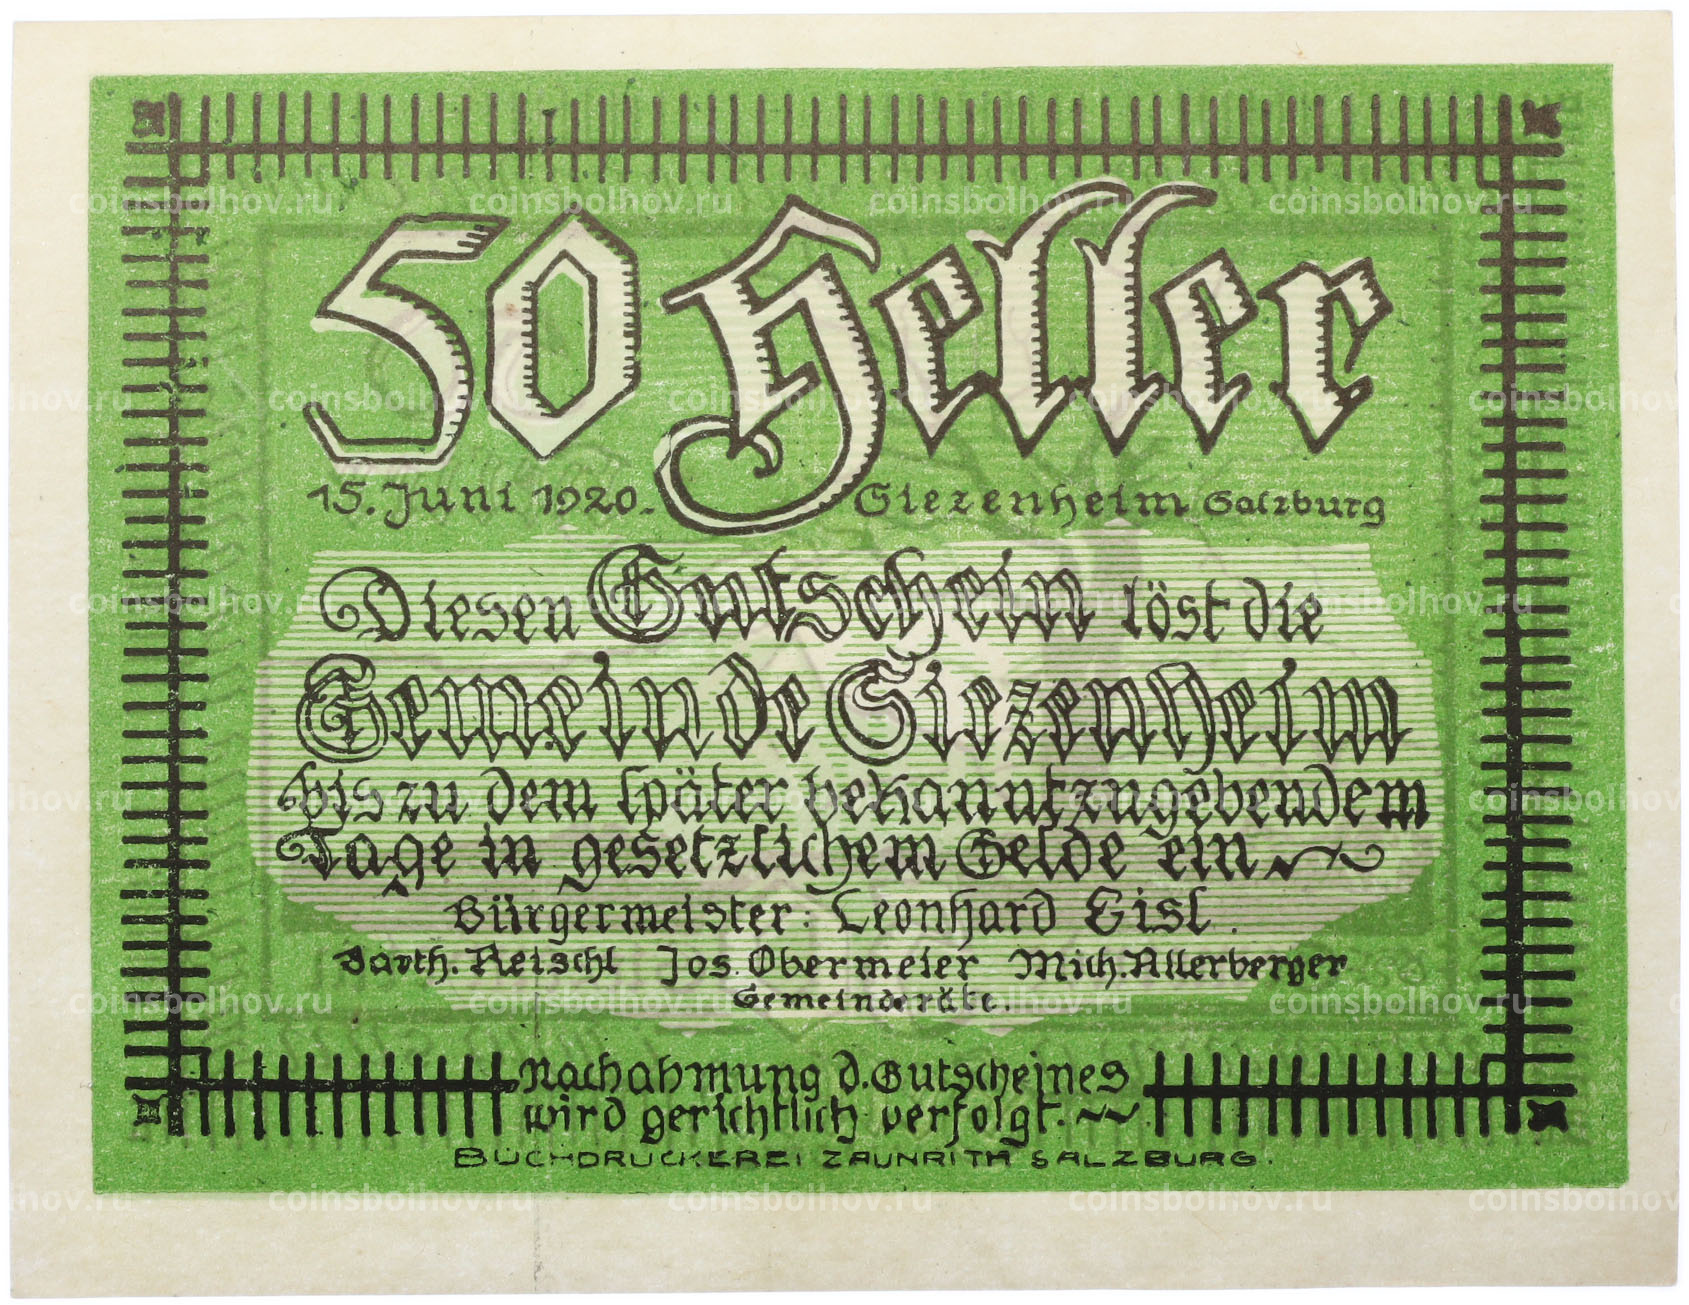 50 Heller
15. Juni 1920. Siezenheim Salzburg
Diesen Gutschein löst die
Gemeinde Siezenheim
bis zu dem später bekanntzugebendem
Tage in gesetzlichem Gelde ein
Bürgermeister: Leonhard Eisl.
Barth. Reischl Jos. Obermeier Mich. Allerberger
Gemeinderäte.
Nachahmung d. Gutscheines
wird gerichtlich verfolgt.
BUCHDRUCKEREI ZAUNRITH SALZBURG.
coinsbolhov.ru